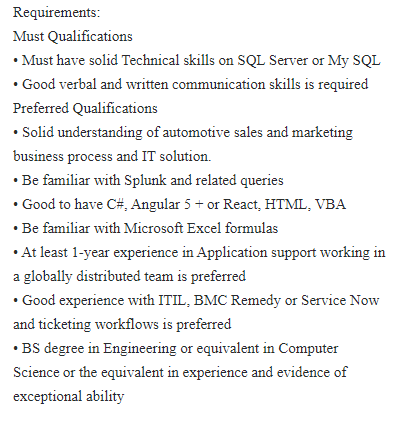 Requirements:
Must Qualifications
• Must have solid Technical skills on SQL Server or My SQL
• Good verbal and written communication skills is required
Preferred Qualifications
• Solid understanding of automotive sales and marketing
business process and IT solution.
• Be familiar with Splunk and related queries
• Good to have C#, Angular 5 + or React, HTML, VBA
• Be familiar with Microsoft Excel formulas
• At least 1-year experience in Application support working in
a globally distributed team is preferred
• Good experience with ITIL, BMC Remedy or Service Now
and ticketing workflows is preferred
• BS degree in Engineering or equivalent in Computer
Science or the equivalent in experience and evidence of
exceptional ability